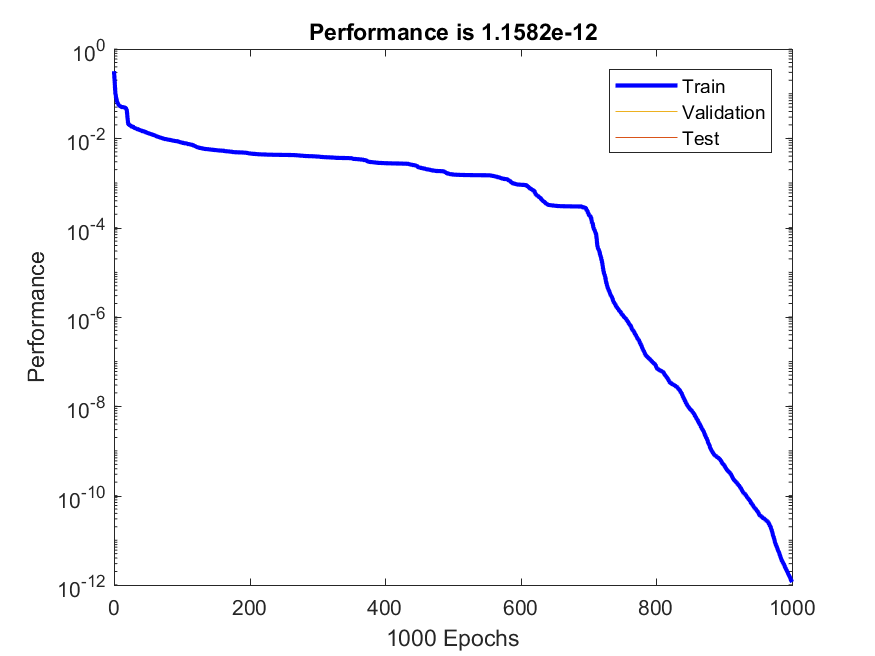 Performance is 1.1582e-12
10^0
10^-2
10^-4
10^-6
10^-8
10^-10
10^-12
Performance
Train
Validation
Test
0 200 400 600 800 1000
1000 Epochs